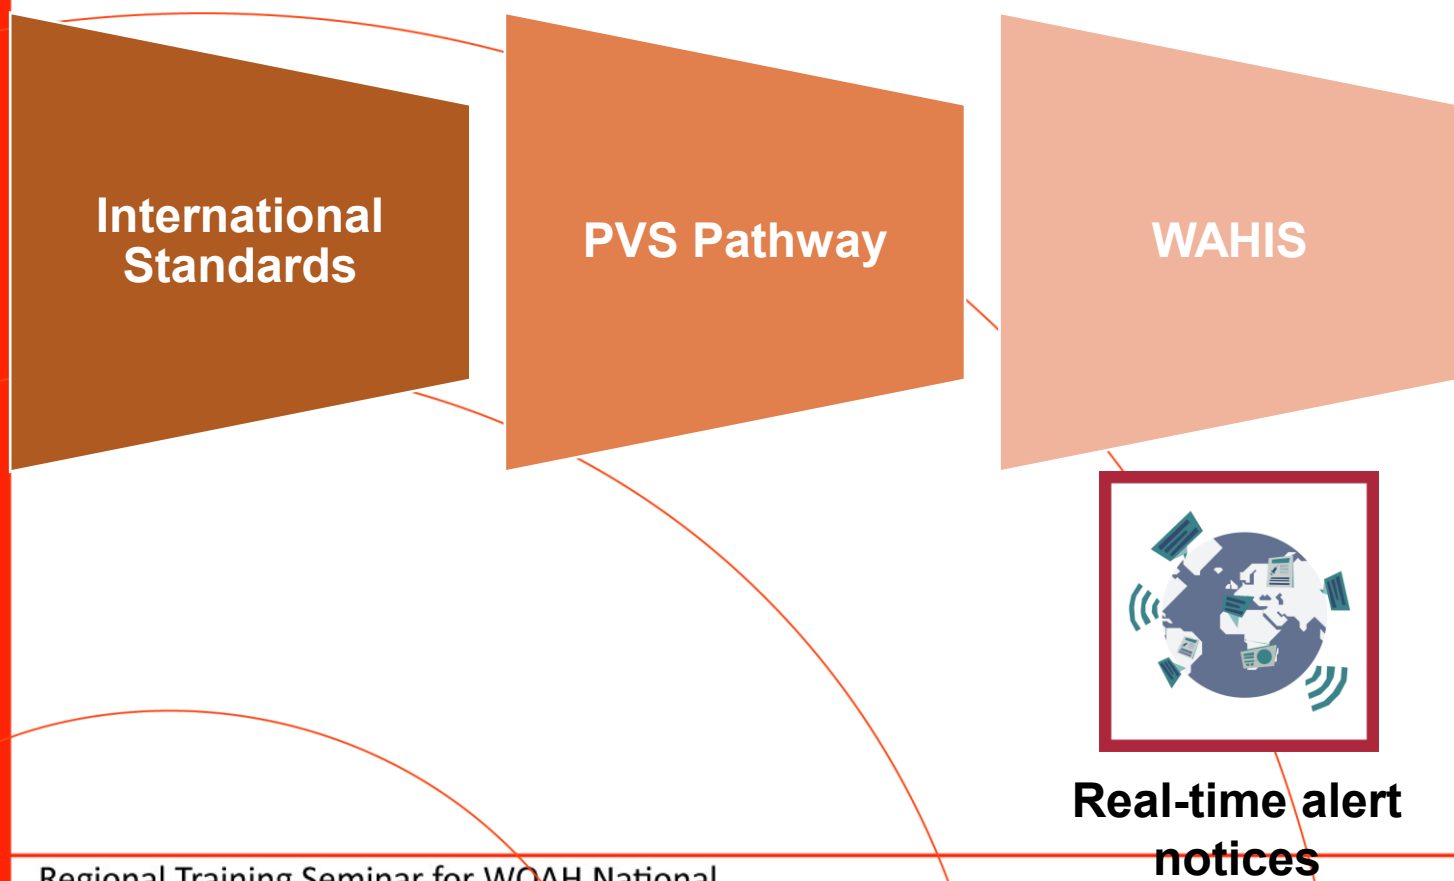 International
Standards
PVS Pathway
WAHIS
Real-time alert
notices
Regional Training Seminar for WOAH National